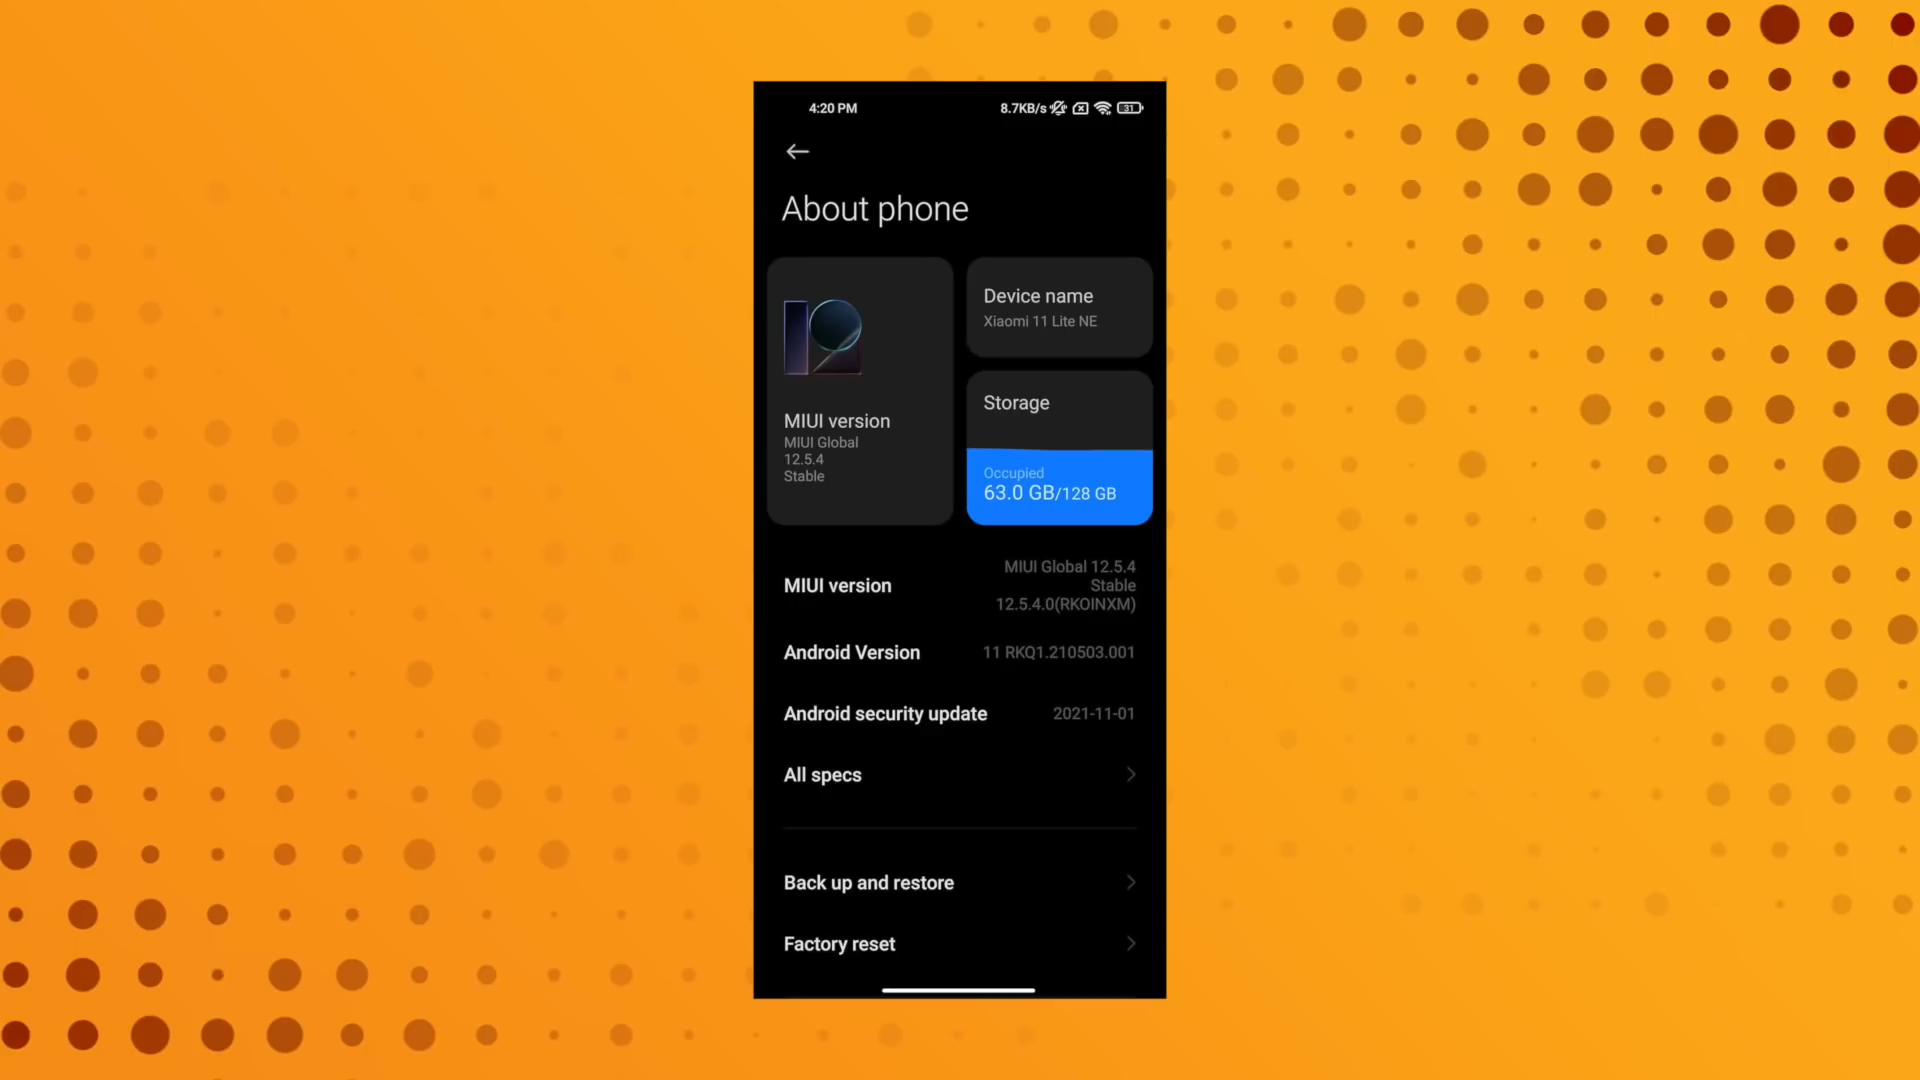 4:20 PM
8.7KB/s
31
About phone
MIUI version
MIUI Global
12.5.4
Stable
Device name
Xiaomi 11 Lite NE
Storage
Occupied
63.0 GB/128 GB
MIUI version
MIUI Global 12.5.4
Stable
12.5.4.0(RKOINXM)
Android Version
11 RKQ1.210503.001
Android security update
2021-11-01
All specs
Back up and restore
Factory reset